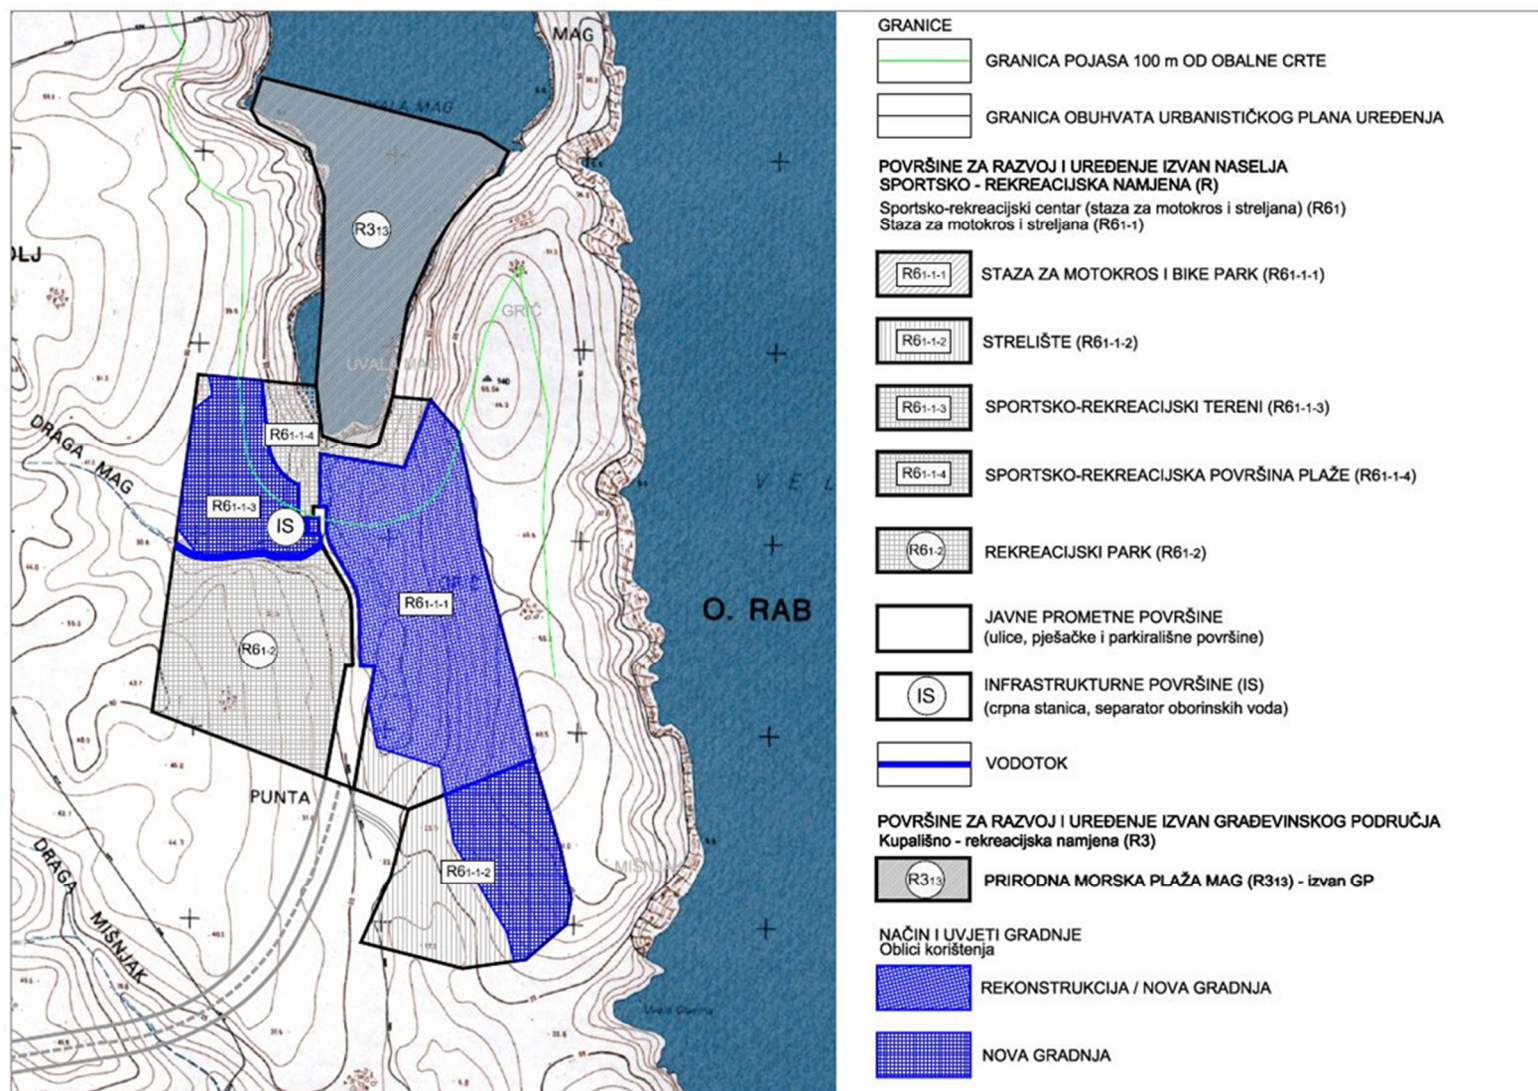 MAG
UVALA MAG
R313
OLJ
GRIČ
UVALA MAG
140
DRAGA MAG
R61-1-4
R61-1-3
IS
VEL
R61-1-1
O. RAB
R61-2
PUNTA
MIŠNJAK
R61-1-2
DRAGA
MIŠNJAK
GRANICE
GRANICA POJASA 100 m OD OBALNE CRTE
GRANICA OBUHVATA URBANISTIČKOG PLANA UREĐENJA
POVRŠINE ZA RAZVOJ I UREĐENJE IZVAN NASELJA
SPORTSKO - REKREACIJSKA NAMJENA (R)
Sportsko-rekreacijski centar (staza za motokros i streljana) (R61)
Staza za motokros i streljana (R61-1)
R61-1-1 STAZA ZA MOTOKROS I BIKE PARK (R61-1-1)
R61-1-2 STRELIŠTE (R61-1-2)
R61-1-3 SPORTSKO-REKREACIJSKI TERENI (R61-1-3)
R61-1-4 SPORTSKO-REKREACIJSKA POVRŠINA PLAŽE (R61-1-4)
R61-2 REKREACIJSKI PARK (R61-2)
JAVNE PROMETNE POVRŠINE
(ulice, pješačke i parkirališne površine)
IS INFRASTRUKTURNE POVRŠINE (IS)
(crpna stanica, separator oborinskih voda)
VODOTOK
POVRŠINE ZA RAZVOJ I UREĐENJE IZVAN GRAĐEVINSKOG PODRUČJA
Kupališno - rekreacijska namjena (R3)
R313 PRIRODNA MORSKA PLAŽA MAG (R313) - izvan GP
NAČIN I UVJETI GRADNJE
Oblici korištenja
REKONSTRUKCIJA / NOVA GRADNJA
NOVA GRADNJA